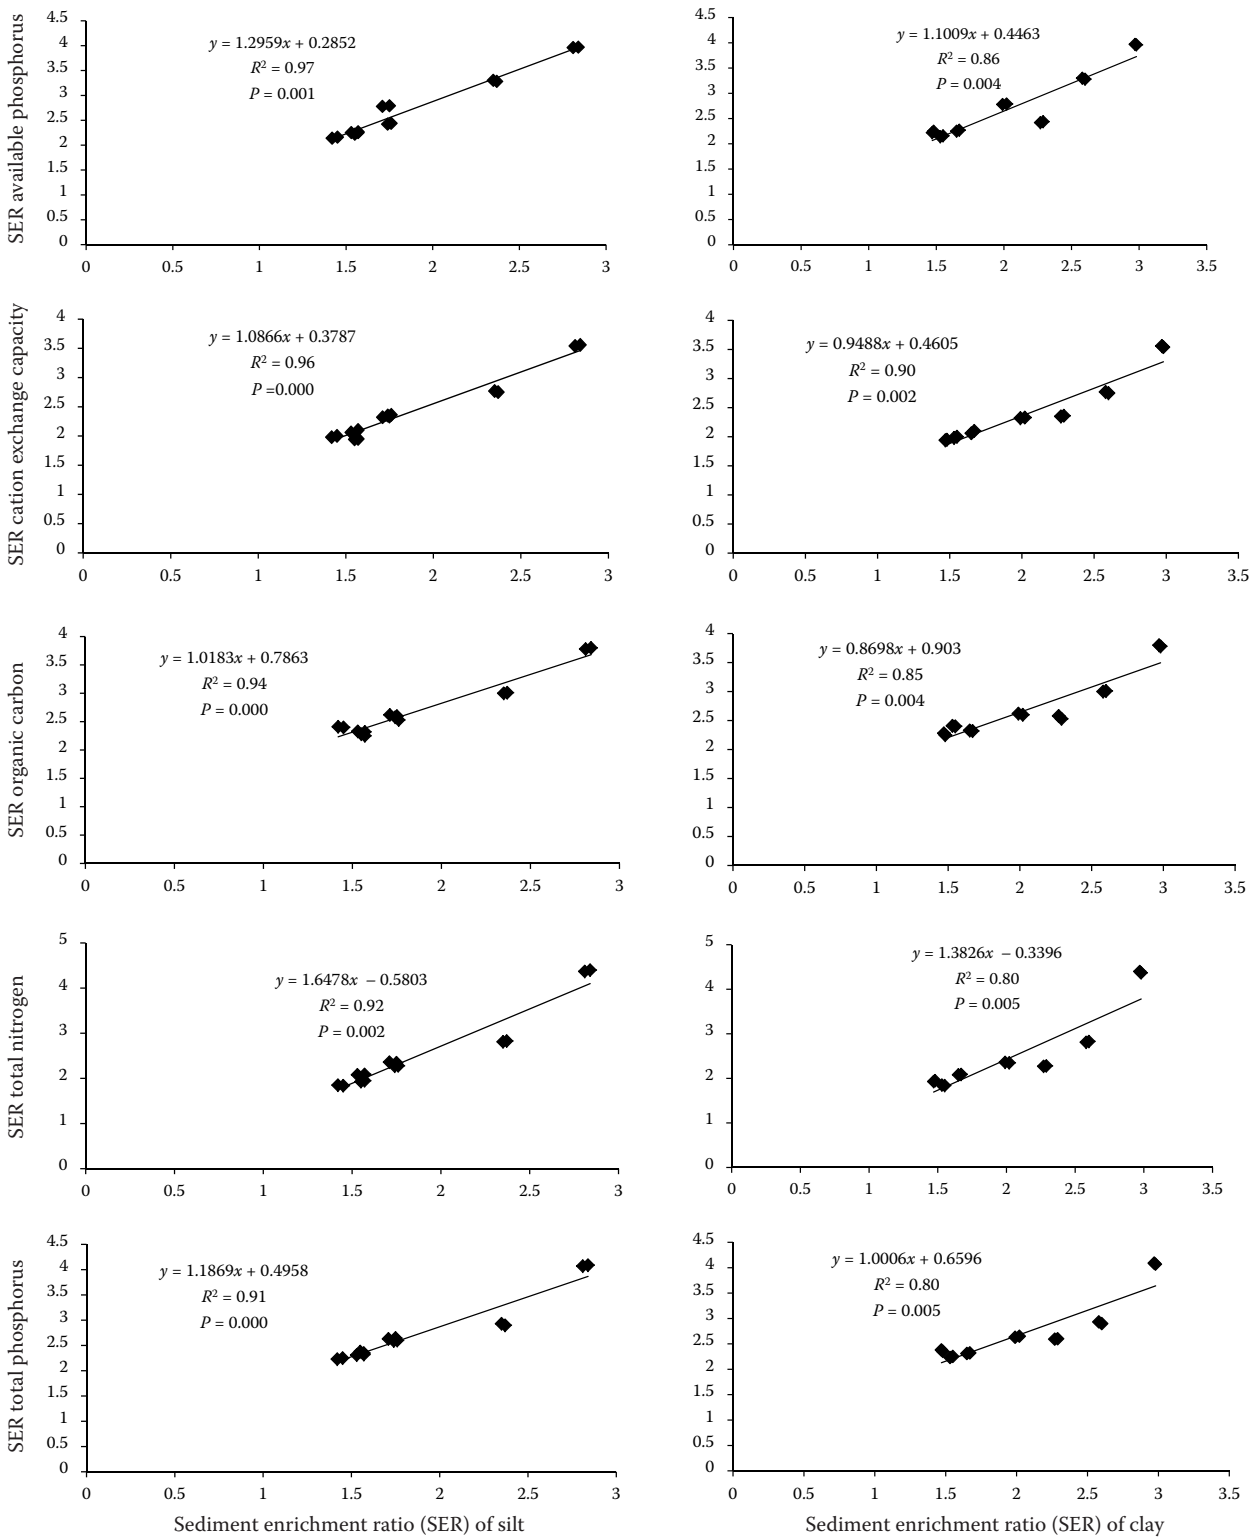 SER available phosphorus
4.5
4
3.5
3
2.5
2
1.5
1
0.5
0
y = 1.2959x + 0.2852
R² = 0.97
P = 0.001
0 0.5 1 1.5 2 2.5 3
4.5
4
3.5
3
2.5
2
1.5
1
0.5
0
y = 1.1009x + 0.4463
R² = 0.86
P = 0.004
0 0.5 1 1.5 2 2.5 3 3.5
SER cation exchange capacity
4
3.5
3
2.5
2
1.5
1
0.5
0
y = 1.0866x + 0.3787
R² = 0.96
P =0.000
0 0.5 1 1.5 2 2.5 3
4
3.5
3
2.5
2
1.5
1
0.5
0
y = 0.9488x + 0.4605
R² = 0.90
P = 0.002
0 0.5 1 1.5 2 2.5 3 3.5
SER organic carbon
4
3.5
3
2.5
2
1.5
1
0.5
0
y = 1.0183x + 0.7863
R² = 0.94
P = 0.000
0 0.5 1 1.5 2 2.5 3
4
3.5
3
2.5
2
1.5
1
0.5
0
y = 0.8698x + 0.903
R² = 0.85
P = 0.004
0 0.5 1 1.5 2 2.5 3 3.5
SER total nitrogen
5
4
3
2
1
0
y = 1.6478x – 0.5803
R² = 0.92
P = 0.002
0 0.5 1 1.5 2 2.5 3
5
4
3
2
1
0
y = 1.3826x – 0.3396
R² = 0.80
P = 0.005
0 0.5 1 1.5 2 2.5 3 3.5
SER total phosphorus
4.5
4
3.5
3
2.5
2
1.5
1
0.5
0
y = 1.1869x + 0.4958
R² = 0.91
P = 0.000
0 0.5 1 1.5 2 2.5 3
Sediment enrichment ratio (SER) of silt
4.5
4
3.5
3
2.5
2
1.5
1
0.5
0
y = 1.0006x + 0.6596
R² = 0.80
P = 0.005
0 0.5 1 1.5 2 2.5 3 3.5
Sediment enrichment ratio (SER) of clay